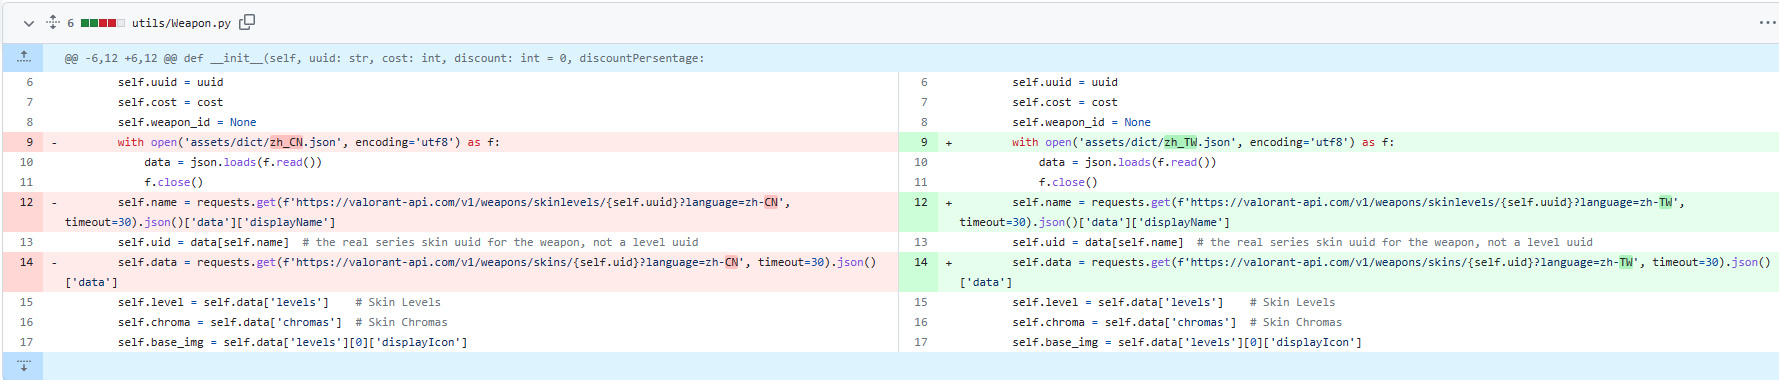 6 utils/Weapon.py
@@ -6,12 +6,12 @@ def __init__(self, uuid: str, cost: int, discount: int = 0, discountPersentage:
6 self.uuid = uuid
7 self.cost = cost
8 self.weapon_id = None
9 - with open('assets/dict/zh_CN.json', encoding='utf8') as f:
10 data = json.loads(f.read())
11 f.close()
12 - self.name = requests.get(f'https://valorant-api.com/v1/weapons/skinlevels/{self.uuid}?language=zh-CN',
timeout=30).json()['data']['displayName']
13 self.uid = data[self.name]  # the real series skin uuid for the weapon, not a level uuid
14 - self.data = requests.get(f'https://valorant-api.com/v1/weapons/skins/{self.uid}?language=zh-CN', timeout=30).json()
['data']
15 self.level = self.data['levels']    # Skin Levels
16 self.chroma = self.data['chromas']  # Skin Chromas
17 self.base_img = self.data['levels'][0]['displayIcon']
6 self.uuid = uuid
7 self.cost = cost
8 self.weapon_id = None
9 + with open('assets/dict/zh_TW.json', encoding='utf8') as f:
10 data = json.loads(f.read())
11 f.close()
12 + self.name = requests.get(f'https://valorant-api.com/v1/weapons/skinlevels/{self.uuid}?language=zh-TW',
timeout=30).json()['data']['displayName']
13 self.uid = data[self.name]  # the real series skin uuid for the weapon, not a level uuid
14 + self.data = requests.get(f'https://valorant-api.com/v1/weapons/skins/{self.uid}?language=zh-TW', timeout=30).json()
['data']
15 self.level = self.data['levels']    # Skin Levels
16 self.chroma = self.data['chromas']  # Skin Chromas
17 self.base_img = self.data['levels'][0]['displayIcon']